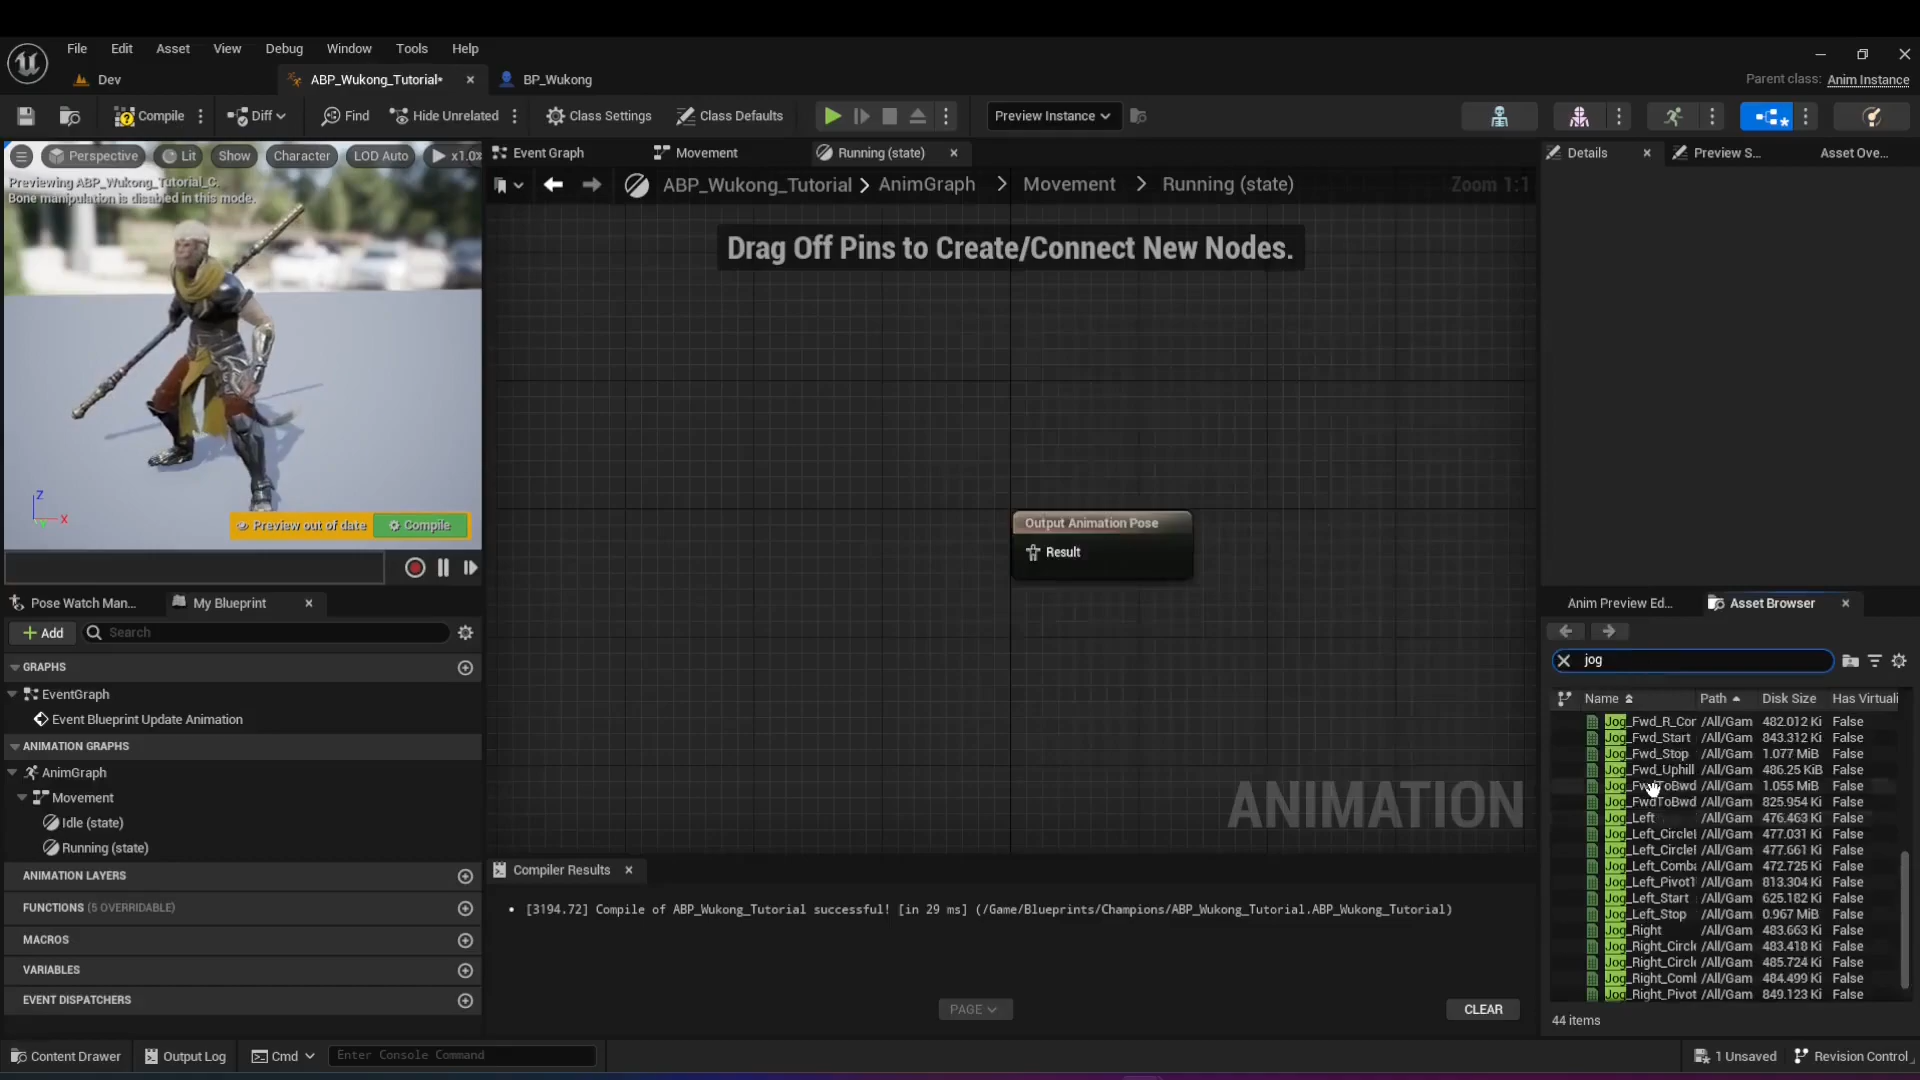 File Edit Asset View Debug Window Tools Help
Dev ABP_Wukong_Tutorial* BP_Wukong Parent class: Anim Instance
Compile Diff Find Hide Unrelated Class Settings Class Defaults Preview Instance
Perspective Lit Show Character LOD Auto x1.0
Previewing ABP_Wukong_Tutorial_C.
Bone manipulation is disabled in this mode.
Z
X
Preview out of date Compile
Event Graph Movement Running (state)
ABP_Wukong_Tutorial > AnimGraph > Movement > Running (state) Zoom 1:1
Drag Off Pins to Create/Connect New Nodes.
Output Animation Pose
Result
ANIMATION
Details Preview S... Asset Ove...
Pose Watch Man... My Blueprint
Add Search
GRAPHS
EventGraph
Event Blueprint Update Animation
ANIMATION GRAPHS
AnimGraph
Movement
Idle (state)
Running (state)
ANIMATION LAYERS
FUNCTIONS (5 OVERRIDABLE)
MACROS
VARIABLES
EVENT DISPATCHERS
Compiler Results
• [3194.72] Compile of ABP_Wukong_Tutorial successful! [in 29 ms] (/Game/Blueprints/Champions/ABP_Wukong_Tutorial.ABP_Wukong_Tutorial)
PAGE CLEAR
Anim Preview Ed... Asset Browser
jog
Name Path Disk Size Has Virtuali
Jog_Fwd_R_Cor /All/Gam 482.012 Ki False
Jog_Fwd_Start /All/Gam 843.312 Ki False
Jog_Fwd_Stop /All/Gam 1.077 MiB False
Jog_Fwd_Uphill /All/Gam 486.25 KiB False
Jog_FwdToBwd /All/Gam 1.055 MiB False
Jog_FwdToBwd /All/Gam 825.954 Ki False
Jog_Left /All/Gam 476.463 Ki False
Jog_Left_Circlel /All/Gam 477.031 Ki False
Jog_Left_Circlel /All/Gam 477.661 Ki False
Jog_Left_Comba /All/Gam 472.725 Ki False
Jog_Left_Pivot1 /All/Gam 813.304 Ki False
Jog_Left_Start /All/Gam 625.182 Ki False
Jog_Left_Stop /All/Gam 0.967 MiB False
Jog_Right /All/Gam 483.663 Ki False
Jog_Right_Circle /All/Gam 483.418 Ki False
Jog_Right_Circle /All/Gam 485.724 Ki False
Jog_Right_Coml /All/Gam 484.499 Ki False
Jog_Right_Pivot /All/Gam 849.123 Ki False
44 items
Content Drawer Output Log Cmd Enter Console Command 1 Unsaved Revision Control